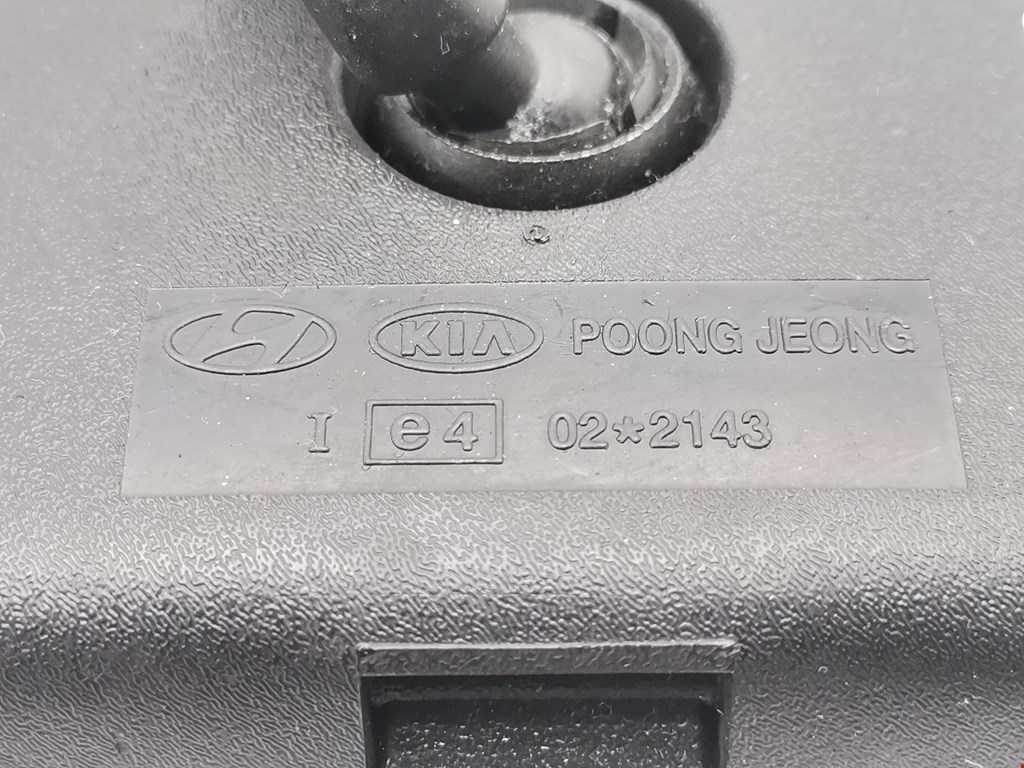 KIA POONG JEONG
I e4 02*2143